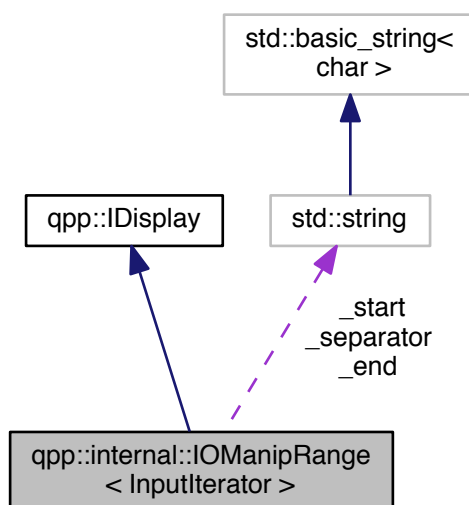 std::basic_string<
char >
qpp::IDisplay
std::string
_start
_separator
_end
qpp::internal::IOManipRange
< InputIterator >